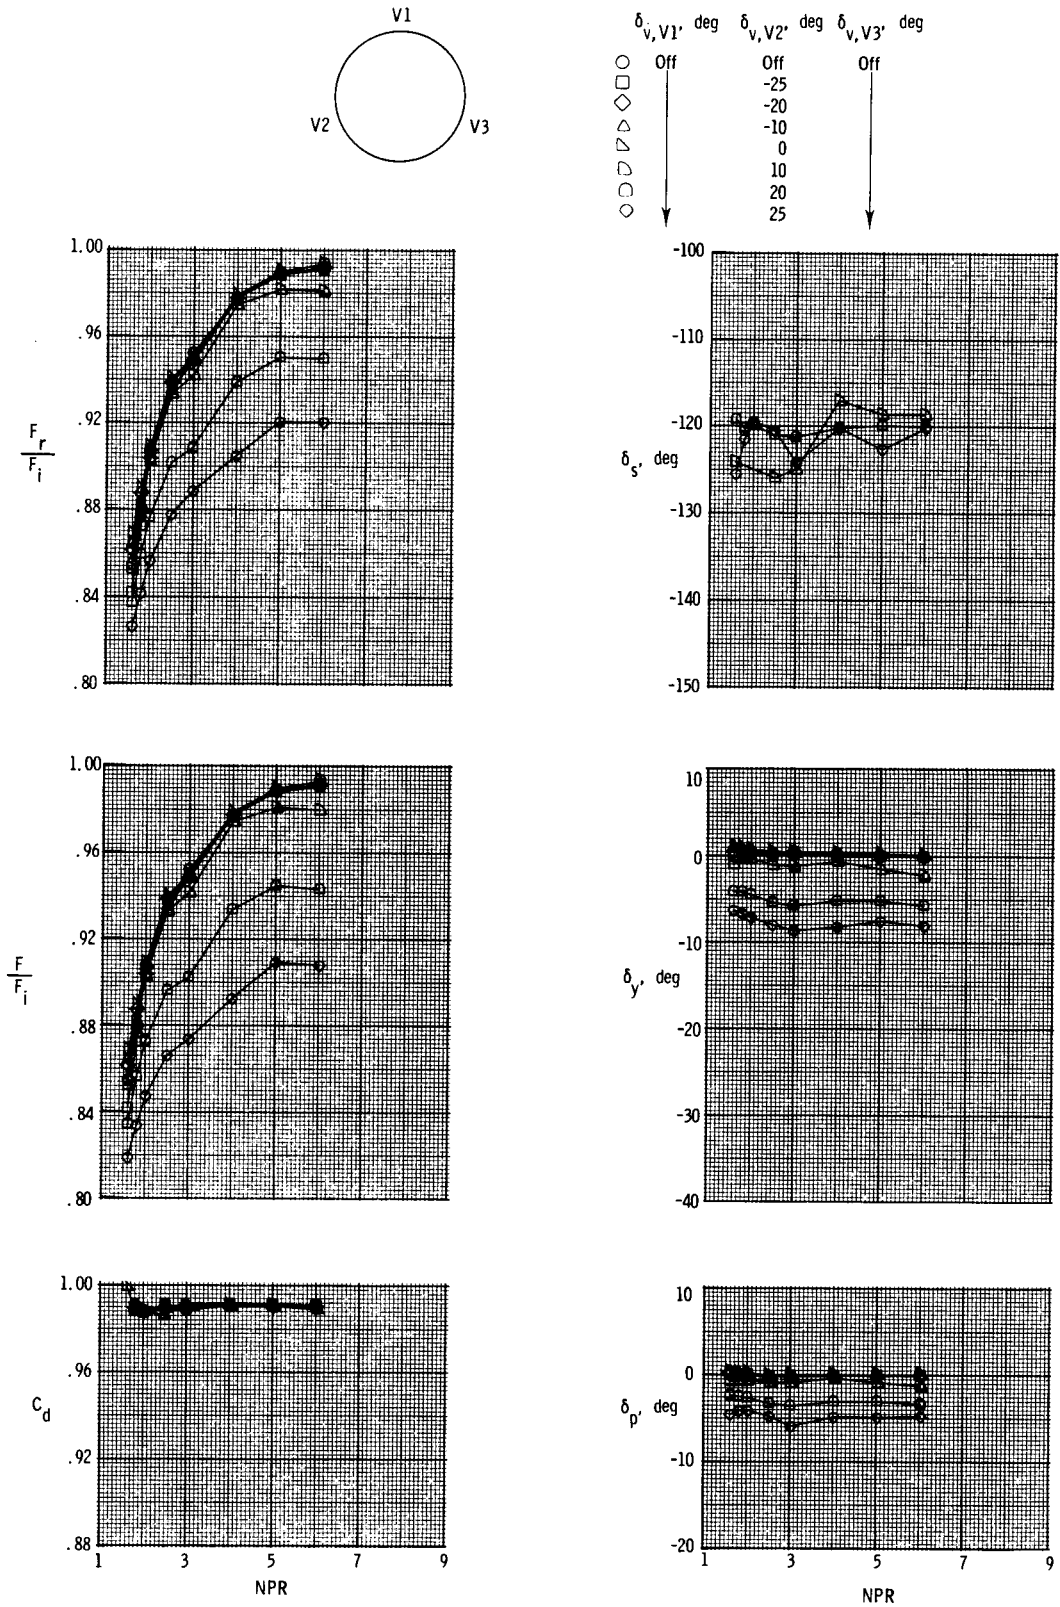 V1
V2
V3
δv,V1, deg δv,V2, deg δv,V3, deg
Off Off Off
-25
-20
-10
0
10
20
25
1.00
.96
.92
.88
.84
.80
Fr
Fi
-100
-110
-120
-130
-140
-150
δs, deg
1.00
.96
.92
.88
.84
.80
F
Fi
10
0
-10
-20
-30
-40
δy, deg
1.00
.96
.92
.88
Cd
1 3 5 7 9
NPR
10
0
-10
-20
δp, deg
1 3 5 7 9
NPR